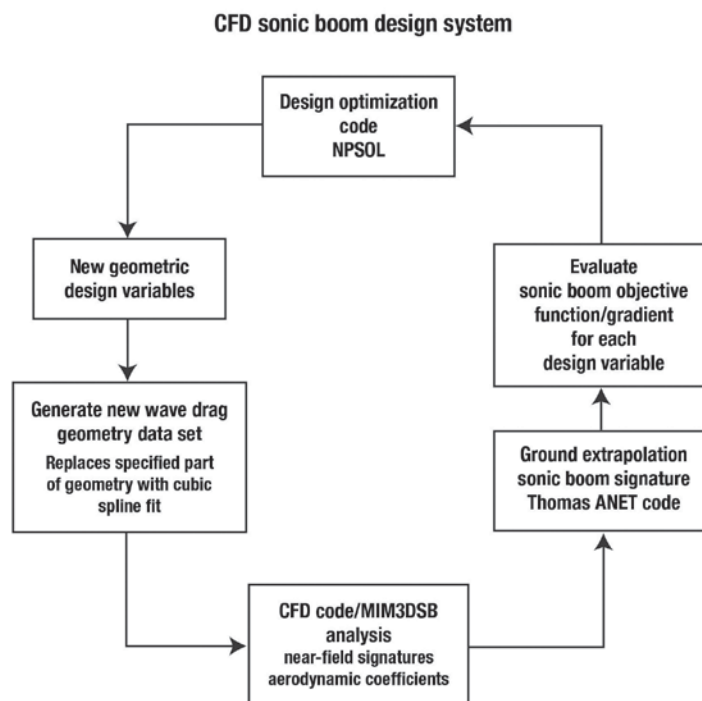 CFD sonic boom design system
Design optimization
code
NPSOL
New geometric
design variables
Generate new wave drag
geometry data set
Replaces specified part
of geometry with cubic
spline fit
CFD code/MIM3DSB
analysis
near-field signatures
aerodynamic coefficients
Ground extrapolation
sonic boom signature
Thomas ANET code
Evaluate
sonic boom objective
function/gradient
for each
design variable